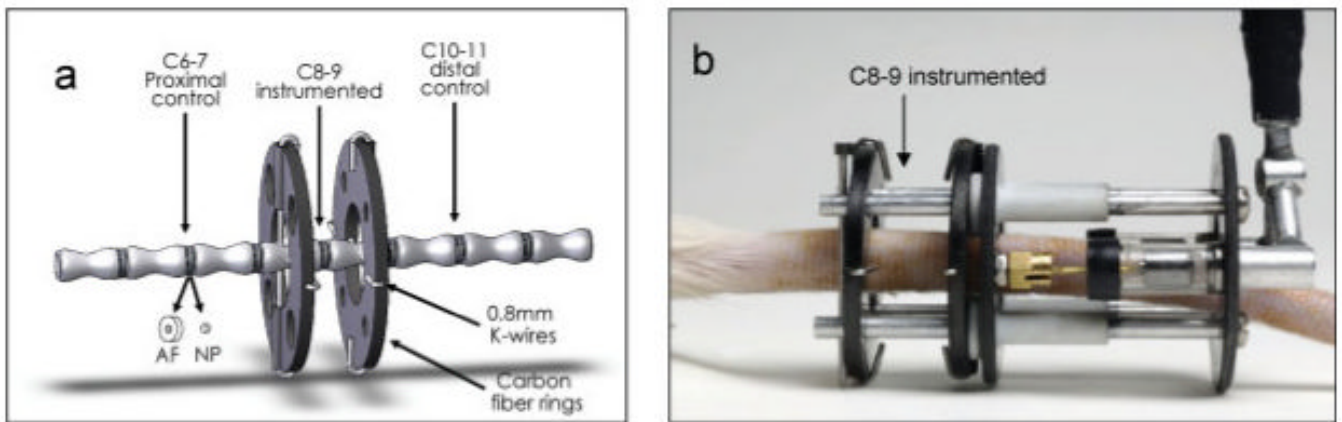 a
C6-7
Proximal
control
C8-9
instrumented
C10-11
distal
control
AF NP
0.8mm
K-wires
Carbon
fiber rings
b
C8-9 instrumented